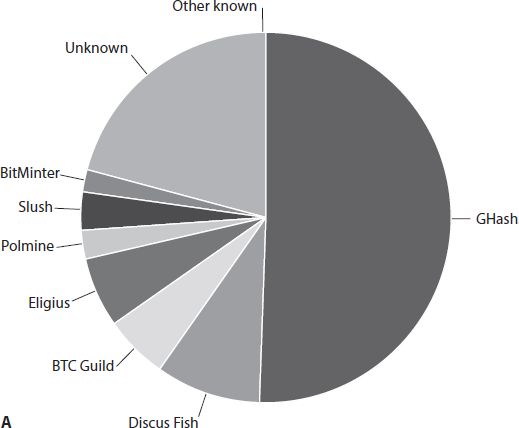 Other known
Unknown
BitMinter
Slush
GHash
Polmine
Eligius
BTC Guild
Discus Fish
A